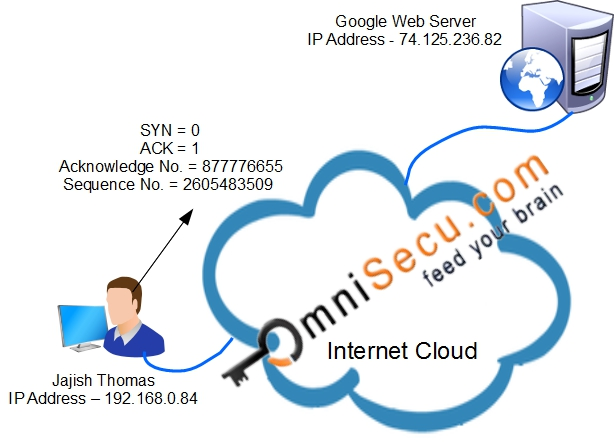 Google Web Server
IP Address - 74.125.236.82
SYN = 0
ACK = 1
Acknowledge No. = 877776655
Sequence No. = 2605483509
OmniSecu.com
feed your brain
Internet Cloud
Jajish Thomas
IP Address – 192.168.0.84